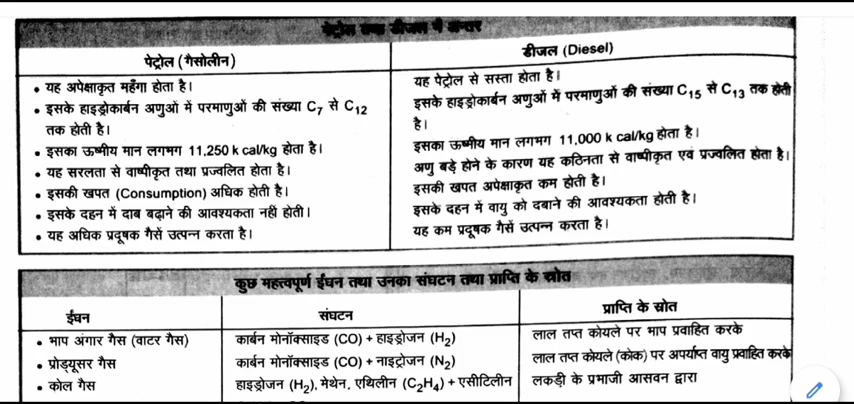 पेट्रोल तथा डीजल में अन्तर
पेट्रोल (गैसोलीन)
• यह अपेक्षाकृत महँगा होता है।
• इसके हाइड्रोकार्बन अणुओं में परमाणुओं की संख्या C₇ से C₁₂
तक होती है।
• इसका ऊष्मीय मान लगभग 11,250 k cal/kg होता है।
• यह सरलता से वाष्पीकृत तथा प्रज्वलित होता है।
• इसकी खपत (Consumption) अधिक होती है।
• इसके दहन में दाब बढ़ाने की आवश्यकता नहीं होती।
• यह अधिक प्रदूषक गैसें उत्पन्न करता है।
डीजल (Diesel)
यह पेट्रोल से सस्ता होता है।
इसके हाइड्रोकार्बन अणुओं में परमाणुओं की संख्या C₁₅ से C₁₃ तक होती
है।
इसका ऊष्मीय मान लगभग 11,000 k cal/kg होता है।
अणु बड़े होने के कारण यह कठिनता से वाष्पीकृत एवं प्रज्वलित होता है।
इसकी खपत अपेक्षाकृत कम होती है।
इसके दहन में वायु को दबाने की आवश्यकता होती है।
यह कम प्रदूषक गैसें उत्पन्न करता है।
कुछ महत्वपूर्ण ईंधन तथा उनका संघटन तथा प्राप्ति के स्रोत
ईंधन
संघटन
प्राप्ति के स्रोत
• भाप अंगार गैस (वाटर गैस)
कार्बन मोनॉक्साइड (CO) + हाइड्रोजन (H₂)
लाल तप्त कोयले पर भाप प्रवाहित करके
• प्रोड्यूसर गैस
कार्बन मोनॉक्साइड (CO) + नाइट्रोजन (N₂)
लाल तप्त कोयले (कोक) पर अपर्याप्त वायु प्रवाहित करके
• कोल गैस
हाइड्रोजन (H₂), मेथेन, एथिलीन (C₂H₄) + एसीटिलीन
लकड़ी के प्रभाजी आसवन द्वारा